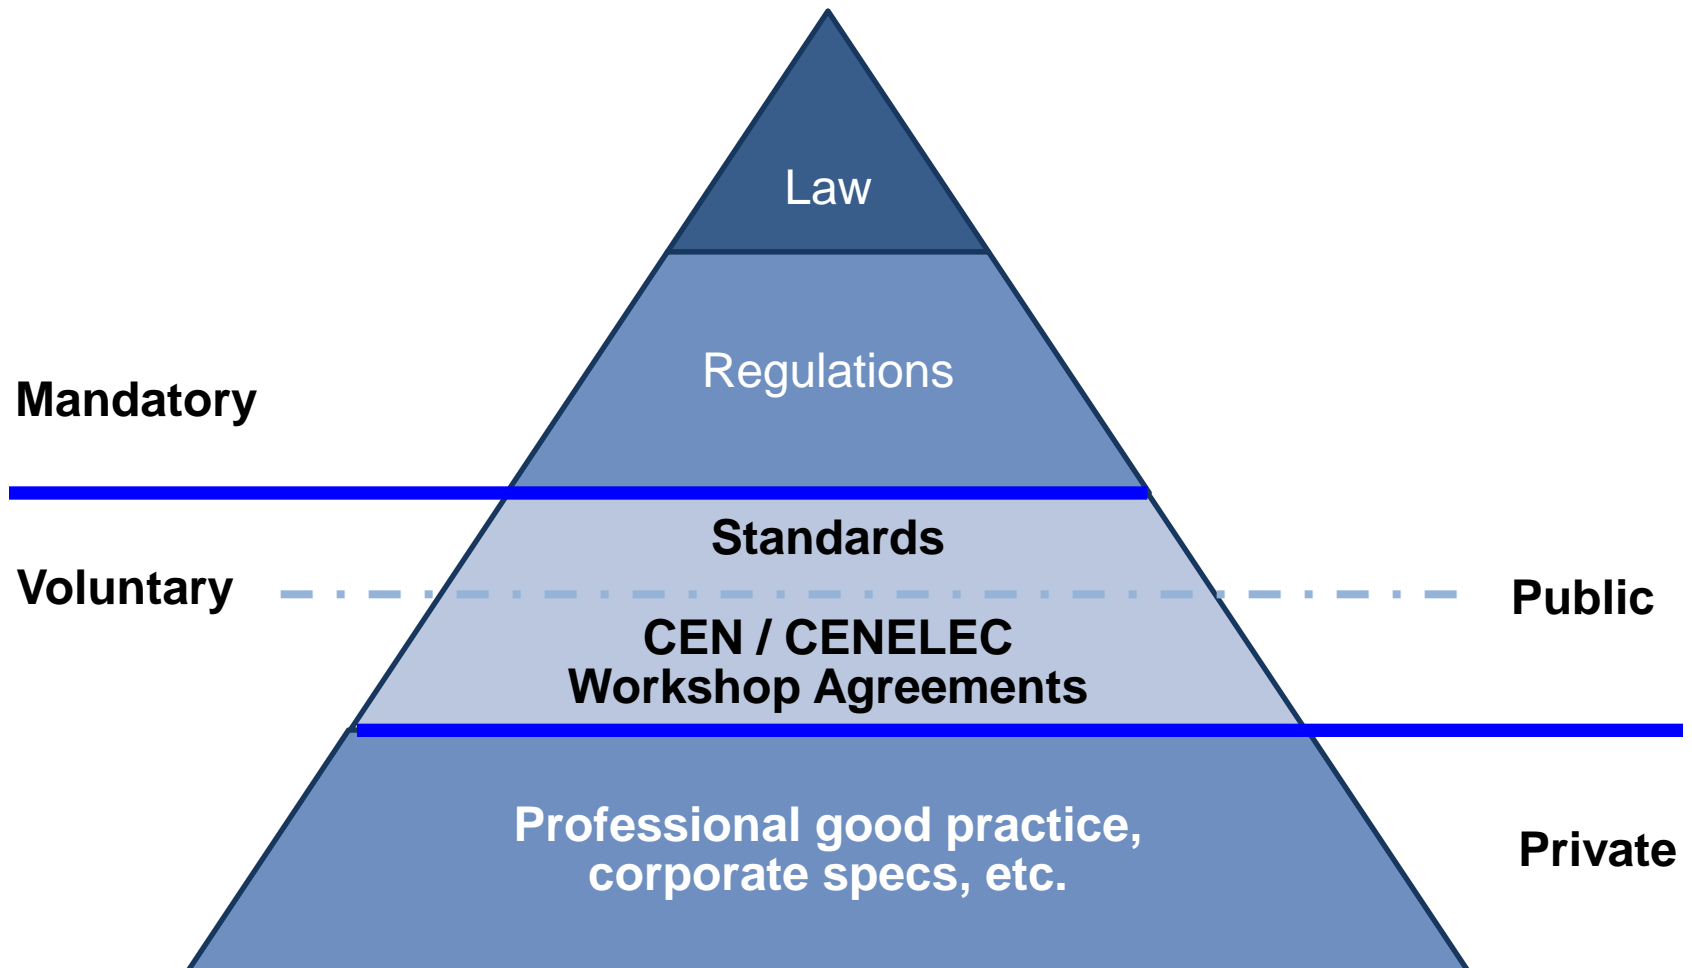 Law
Regulations
Mandatory
Standards
Voluntary
Public
CEN / CENELEC
Workshop Agreements
Professional good practice,
corporate specs, etc.
Private